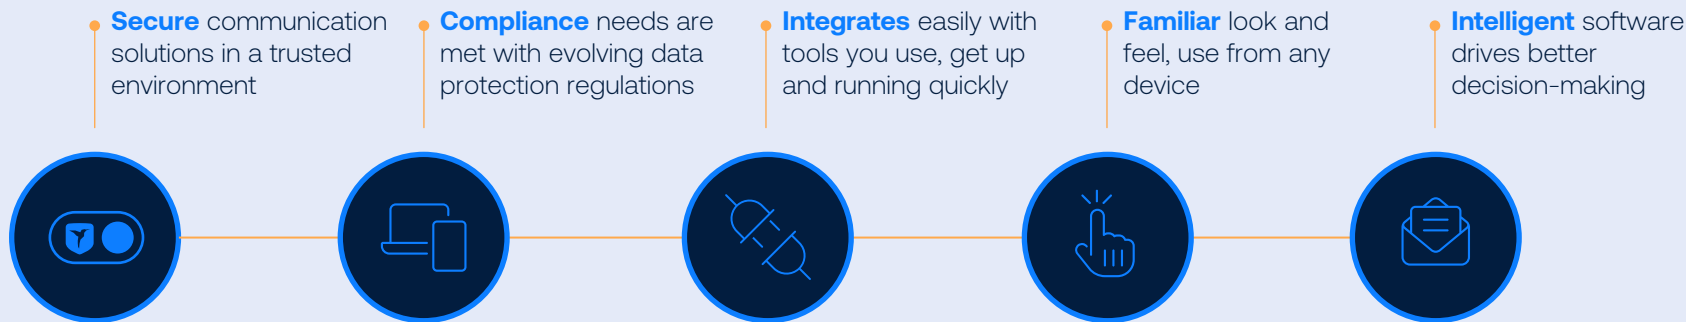 Secure communication
solutions in a trusted
environment
Compliance needs are
met with evolving data
protection regulations
Integrates easily with
tools you use, get up
and running quickly
Familiar look and
feel, use from any
device
Intelligent software
drives better
decision-making